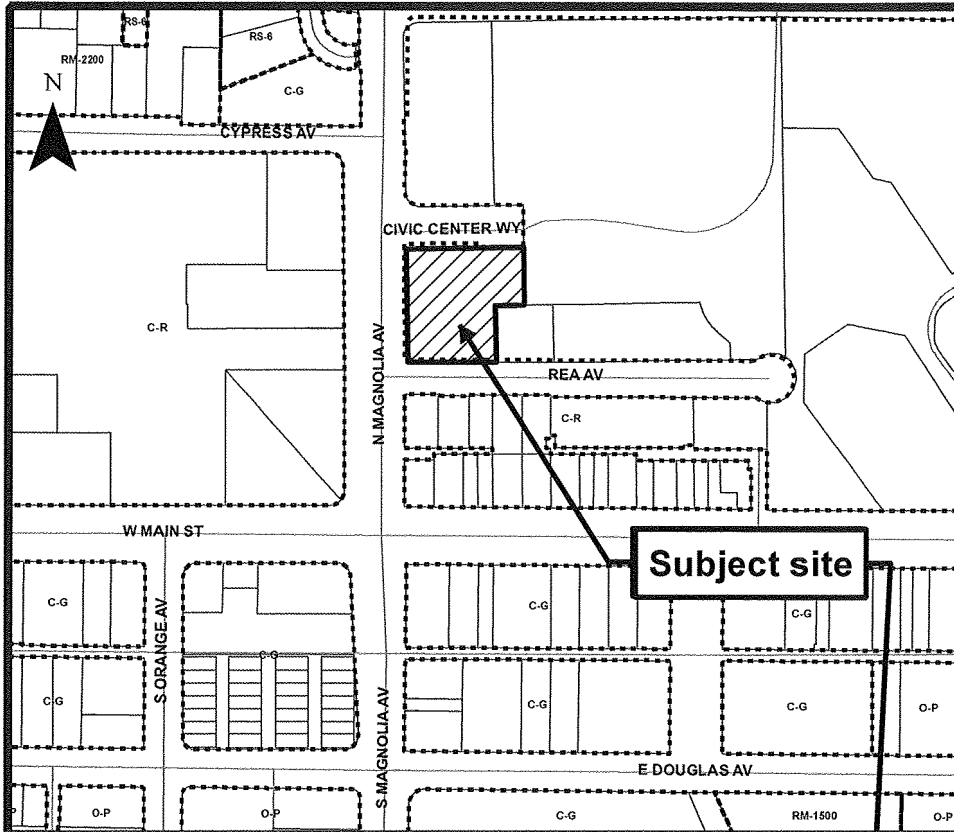 RS-6
RS-6
RM-2200
C-G
N
CYPRESS AV
CIVIC CENTER WY
C-R
N MAGNOLIA AV
REA AV
C-R
W MAIN ST
Subject site
C-G
C-G
C-G
S ORANGE AV
C-G
C-G
C-G
C-G
O-P
S MAGNOLIA AV
E DOUGLAS AV
P
O-P
O-P
C-G
RM-1500
O-P